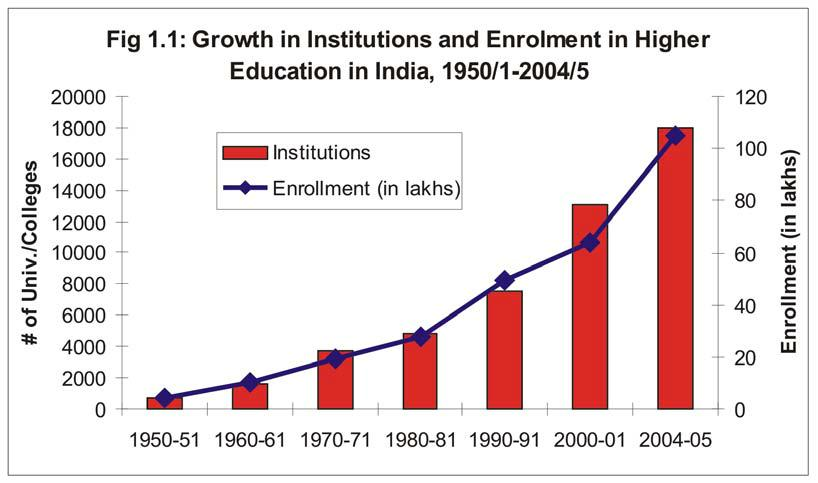 Fig 1.1: Growth in Institutions and Enrolment in Higher
Education in India, 1950/1-2004/5
# of Univ./Colleges
20000
18000
16000
14000
12000
10000
8000
6000
4000
2000
0
Institutions
Enrollment (in lakhs)
120
100
80
60
40
20
0
Enrollment (in lakhs)
1950-51 1960-61 1970-71 1980-81 1990-91 2000-01 2004-05